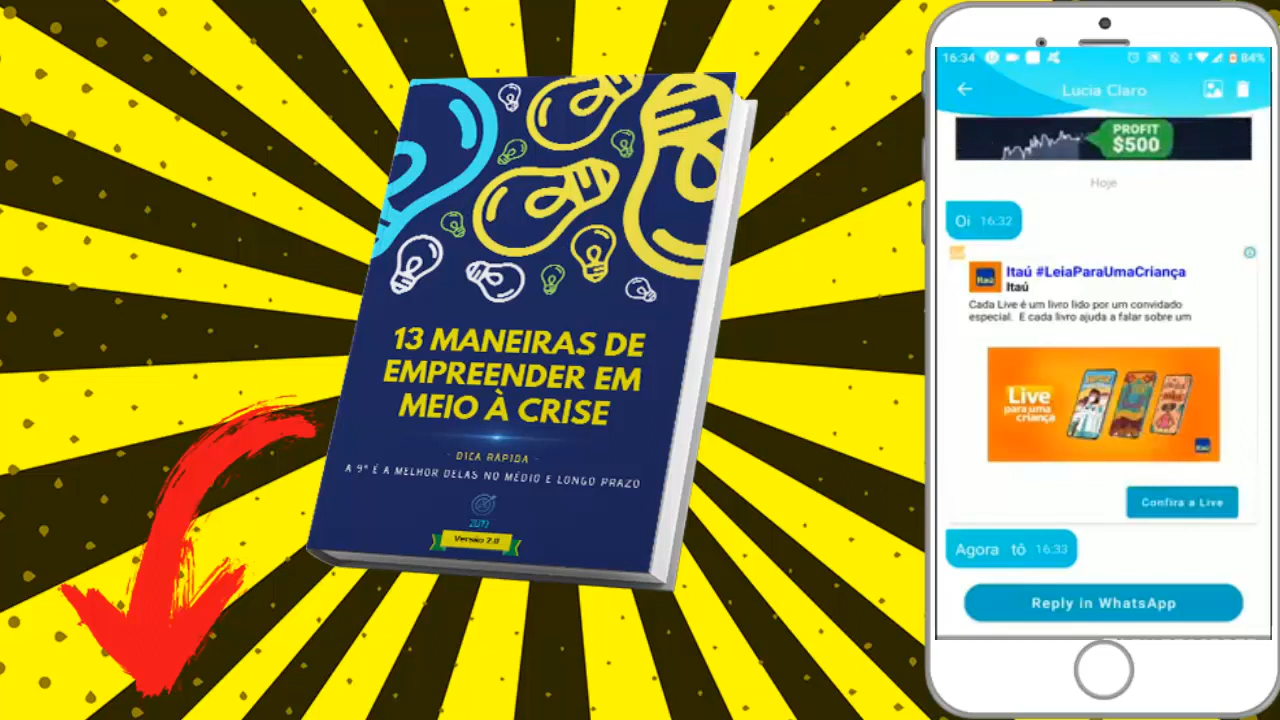 13 MANEIRAS DE
EMPREENDER EM
MEIO À CRISE
- DICA RÁPIDA -
A 9ª É A MELHOR DELAS NO MÉDIO E LONGO PRAZO
2019
Versão 2.0
16:34
84%
Lucia Claro
PROFIT
$500
Hoje
Oi 16:32
Itaú #LeiaParaUmaCriança
Itaú
Itaú
Cada Live é um livro lido por um convidado
especial. E cada livro ajuda a falar sobre um
Live
para uma
criança
Itaú
Confira a Live
Agora tô 16:33
Reply in WhatsApp